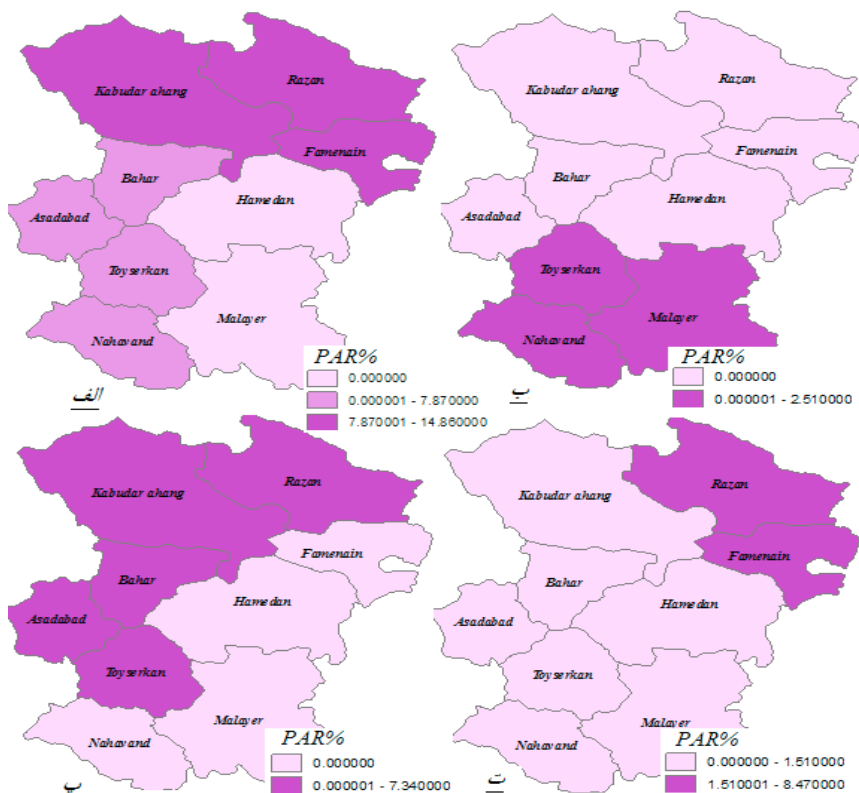 Kabudar ahang
Razan
Famenain
Bahar
Hamedan
Asadabad
Toyserkan
Malayer
Nahavand
PAR%
0.000000
0.000001 - 7.870000
7.870001 - 14.860000
الف
Kabudar ahang
Razan
Famenain
Bahar
Hamedan
Asadabad
Toyserkan
Malayer
Nahavand
PAR%
0.000000
0.000001 - 2.510000
ب
Kabudar ahang
Razan
Famenain
Bahar
Hamedan
Asadabad
Toyserkan
Malayer
Nahavand
PAR%
0.000000
0.000001 - 7.340000
پ
Kabudar ahang
Razan
Famenain
Bahar
Hamedan
Asadabad
Toyserkan
Malayer
Nahavand
PAR%
0.000000 - 1.510000
1.510001 - 8.470000
ت